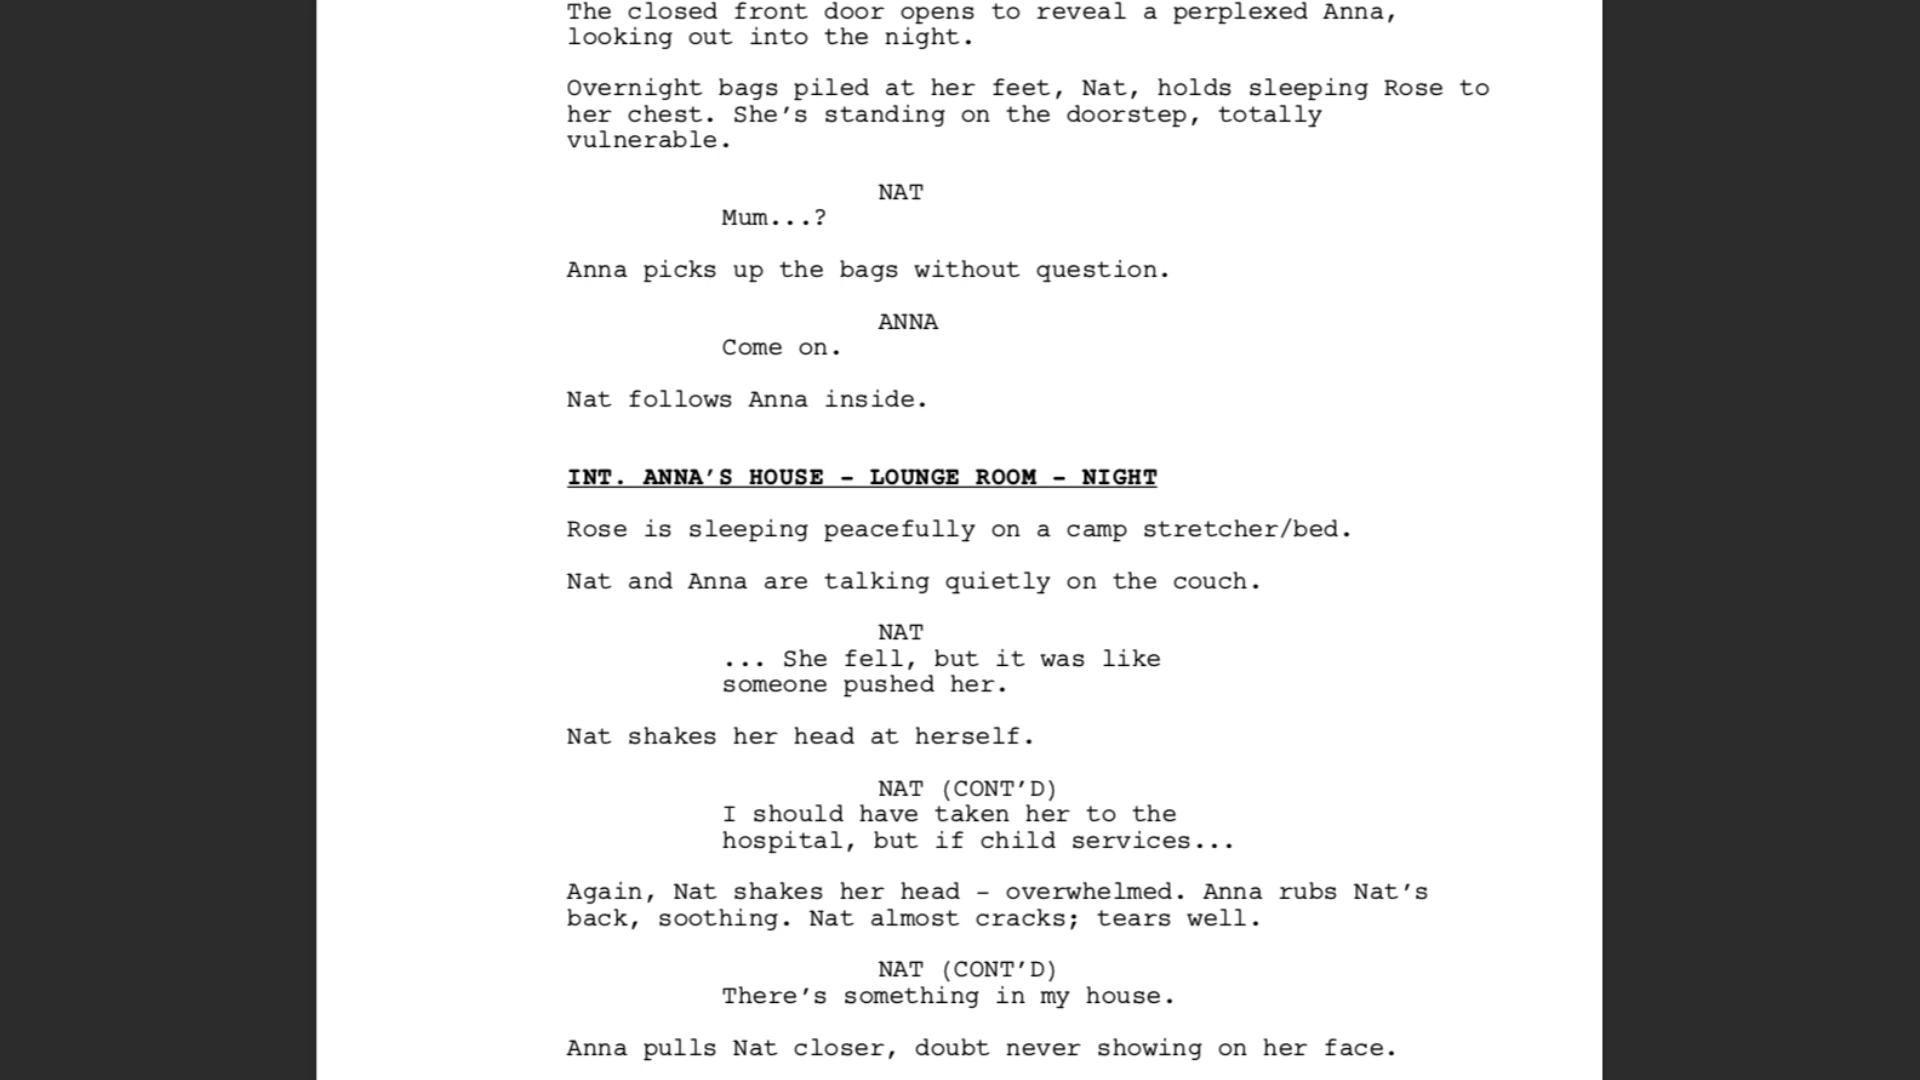 The closed front door opens to reveal a perplexed Anna,
looking out into the night.
Overnight bags piled at her feet, Nat, holds sleeping Rose to
her chest. She’s standing on the doorstep, totally
vulnerable.
NAT
Mum...?
Anna picks up the bags without question.
ANNA
Come on.
Nat follows Anna inside.
INT. ANNA’S HOUSE – LOUNGE ROOM – NIGHT
Rose is sleeping peacefully on a camp stretcher/bed.
Nat and Anna are talking quietly on the couch.
NAT
... She fell, but it was like
someone pushed her.
Nat shakes her head at herself.
NAT (CONT’D)
I should have taken her to the
hospital, but if child services...
Again, Nat shakes her head – overwhelmed. Anna rubs Nat’s
back, soothing. Nat almost cracks; tears well.
NAT (CONT’D)
There’s something in my house.
Anna pulls Nat closer, doubt never showing on her face.